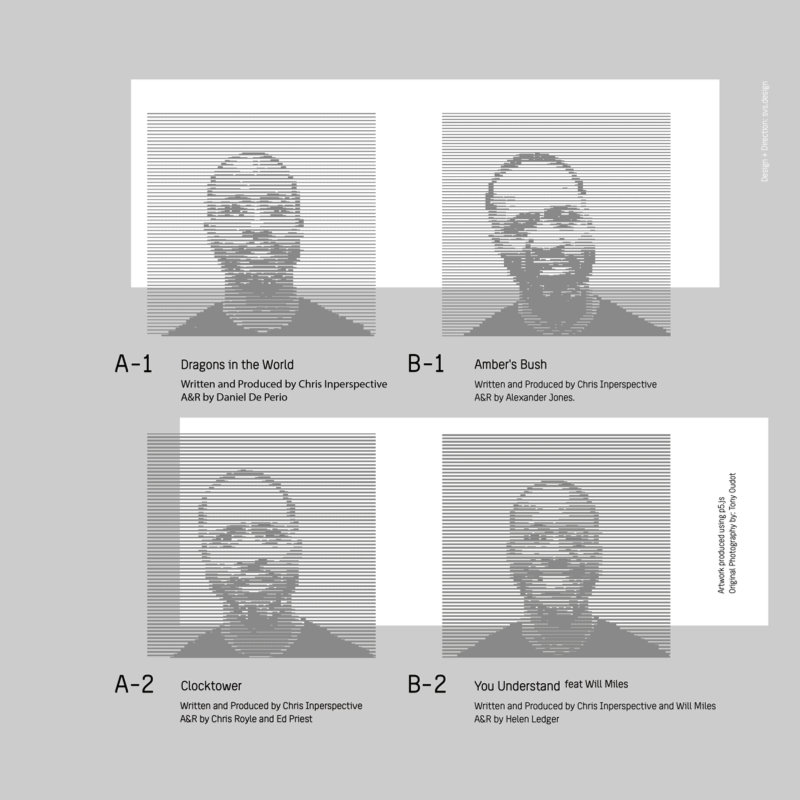 Design + Direction: svs.design
A-1
Dragons in the World
Written and Produced by Chris Inperspective
A&R by Daniel De Perio
B-1
Amber's Bush
Written and Produced by Chris Inperspective
A&R by Alexander Jones.
Artwork produced using p5.js
Original Photography by: Tony Oudot
A-2
Clocktower
Written and Produced by Chris Inperspective
A&R by Chris Royle and Ed Priest
B-2
You Understand feat Will Miles
Written and Produced by Chris Inperspective and Will Miles
A&R by Helen Ledger